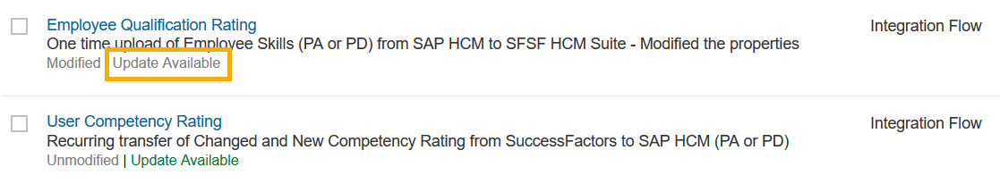 Employee Qualification Rating
Integration Flow
One time upload of Employee Skills (PA or PD) from SAP HCM to SFSF HCM Suite - Modified the properties
Modified Update Available
User Competency Rating
Integration Flow
Recurring transfer of Changed and New Competency Rating from SuccessFactors to SAP HCM (PA or PD)
Unmodified | Update Available